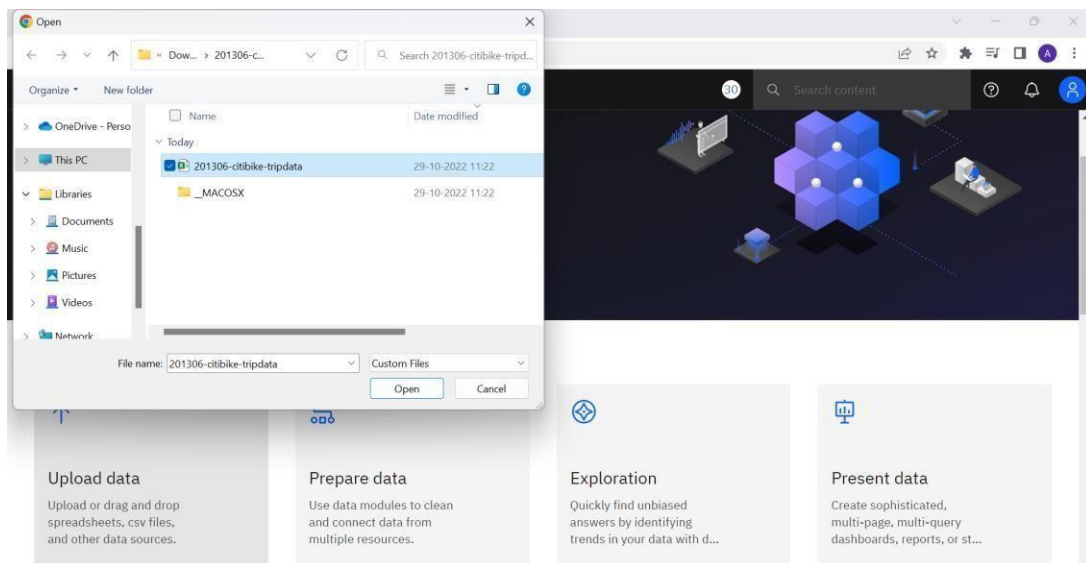 Open
Dow... > 201306-c...
Search 201306-citibike-tripd...
Organize
New folder
30
Search content
A
Name
Date modified
OneDrive - Perso
Today
This PC
201306-citibike-tripdata
29-10-2022 11:22
Libraries
__MACOSX
29-10-2022 11:22
Documents
Music
Pictures
Videos
Network
File name: 201306-citibike-tripdata
Custom Files
Open
Cancel
Upload data
Upload or drag and drop
spreadsheets, csv files,
and other data sources.
Prepare data
Use data modules to clean
and connect data from
multiple resources.
Exploration
Quickly find unbiased
answers by identifying
trends in your data with d...
Present data
Create sophisticated,
multi-page, multi-query
dashboards, reports, or st...